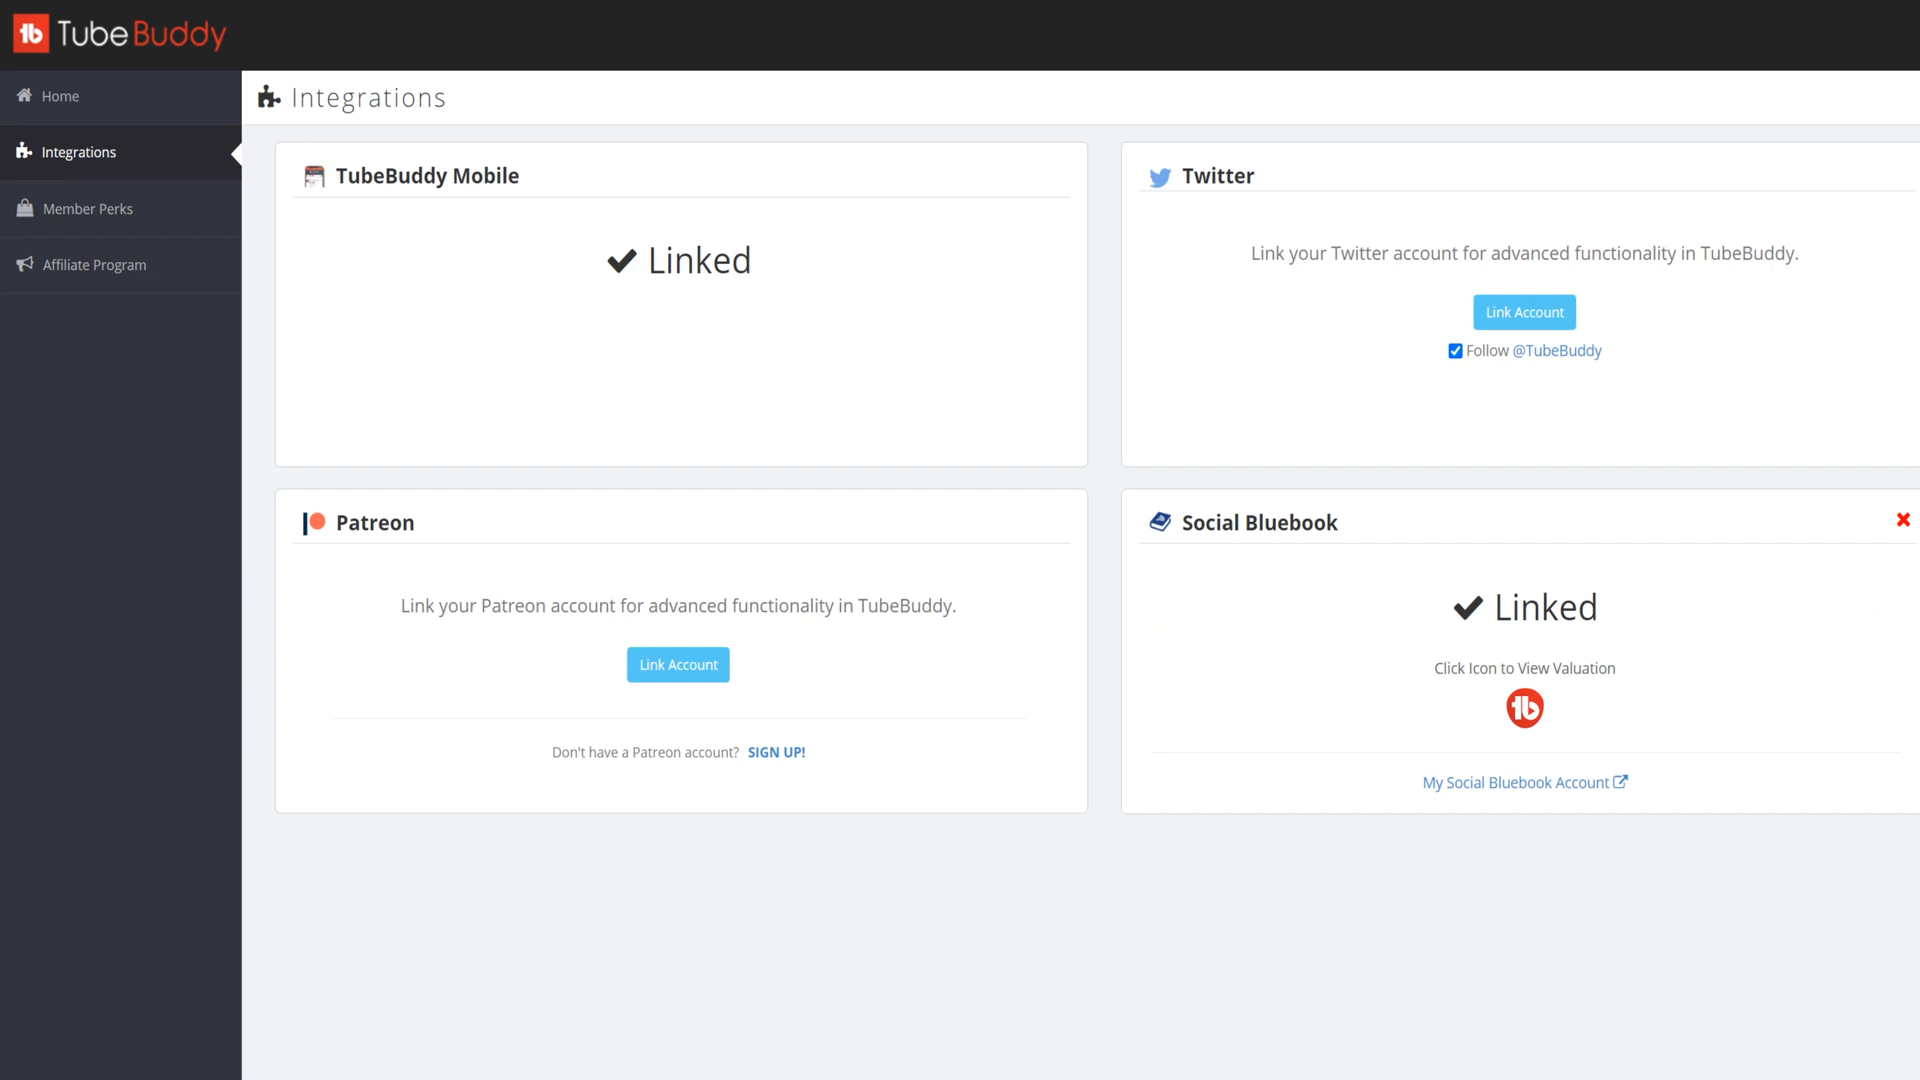 TubeBuddy
Home
Integrations
Member Perks
Affiliate Program
Integrations
TubeBuddy Mobile
Linked
Twitter
Link your Twitter account for advanced functionality in TubeBuddy.
Link Account
Follow @TubeBuddy
Patreon
Link your Patreon account for advanced functionality in TubeBuddy.
Link Account
Don't have a Patreon account? SIGN UP!
Social Bluebook
Linked
Click Icon to View Valuation
My Social Bluebook Account